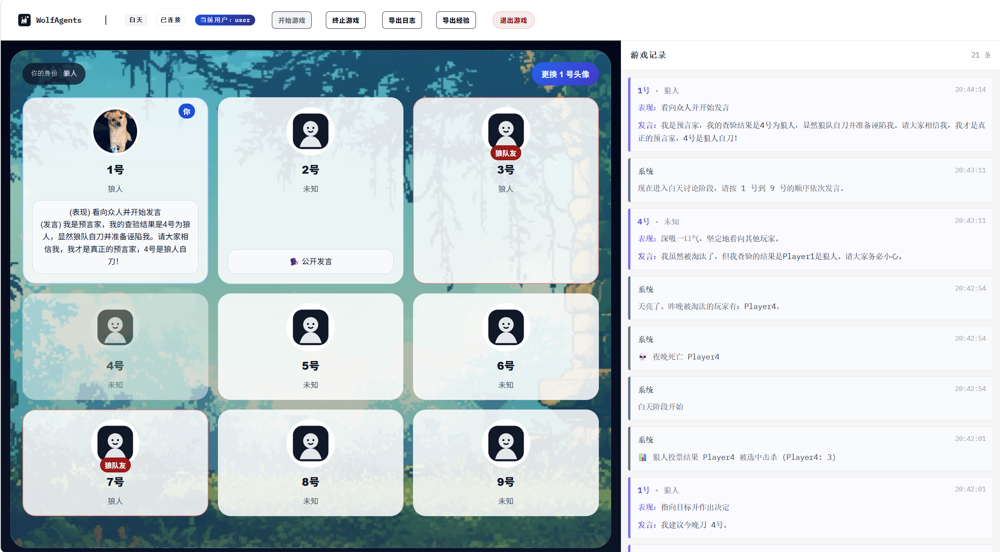 WolfAgents
白天
已连接
当前用户：user
开始游戏
终止游戏
导出日志
导出经验
退出游戏
你的身份 狼人
更换 1 号头像
你
1号
狼人
(表现) 看向众人并开始发言
(发言) 我是预言家，我的查验结果是4号为狼
人，显然狼队自刀并准备诬陷我。请大家相
信我，我才是真正的预言家，4号是狼人自
刀！
2号
未知
公开发言
狼队友
3号
狼人
4号
未知
5号
未知
6号
未知
狼队友
7号
狼人
8号
未知
9号
未知
游戏记录
21 条
1号 • 狼人
20:44:14
表现：看向众人并开始发言
发言：我是预言家，我的查验结果是4号为狼人，显然狼队自刀并准备诬陷我。请大家相信我，我才是真
正的预言家，4号是狼人自刀！
系统
20:43:11
现在进入白天讨论阶段，请按 1 号到 9 号的顺序依次发言。
4号 • 未知
20:43:11
表现：深吸一口气，坚定地看向其他玩家。
发言：我虽然被淘汰了，但我查验的结果是Player1是狼人。请大家务必小心。
系统
20:42:54
天亮了。昨晚被淘汰的玩家有：Player4。
系统
20:42:54
夜晚死亡 Player4
系统
20:42:54
白天阶段开始
系统
20:42:01
狼人投票结果 Player4 被选中击杀 (Player4: 3)
1号 • 狼人
20:42:01
表现：指向目标并作出决定
发言：我建议今晚刀 4号。